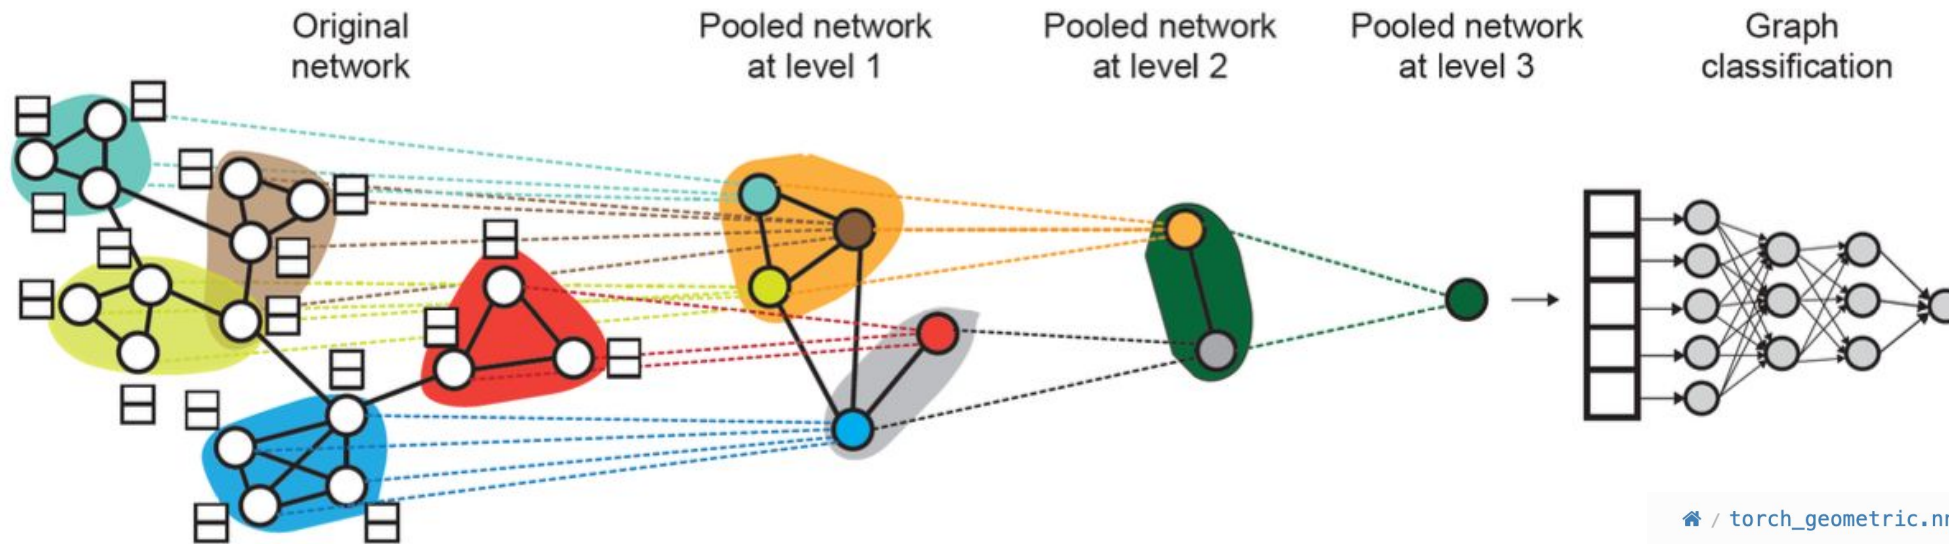 Original
network
Pooled network
at level 1
Pooled network
at level 2
Pooled network
at level 3
Graph
classification
/ torch_geometric.nn